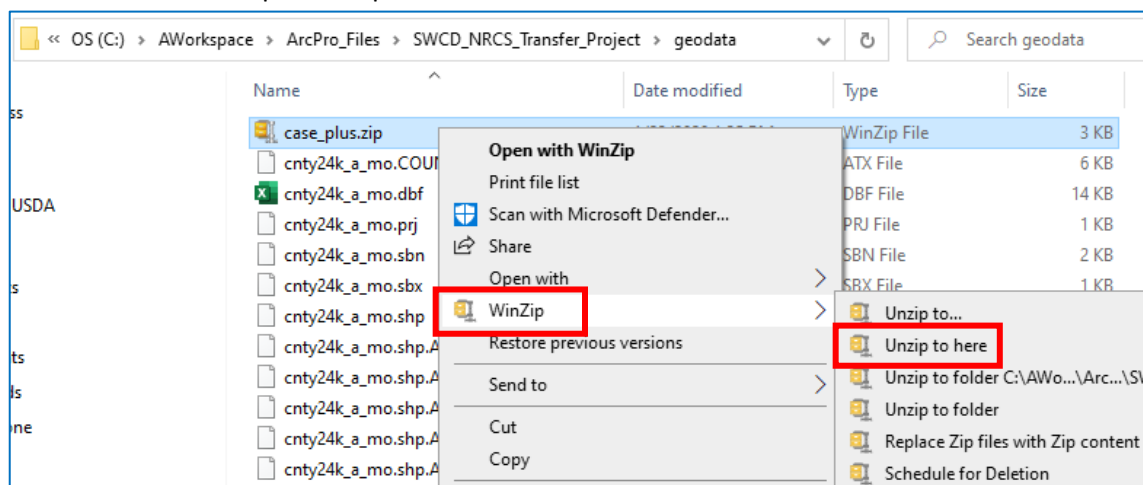 « OS (C:) > AWorkspace > ArcPro_Files > SWCD_NRCS_Transfer_Project > geodata Search geodata
Name Date modified Type Size
ss
case_plus.zip WinZip File 3 KB
Open with WinZip
cnty24k_a_mo.COU ATX File 6 KB
Print file list
USDA
cnty24k_a_mo.dbf DBF File 14 KB
Scan with Microsoft Defender...
cnty24k_a_mo.prj PRJ File 1 KB
Share
cnty24k_a_mo.sbn SBN File 2 KB
Open with
s
cnty24k_a_mo.sbx SBX File 1 KB
WinZip
Unzip to...
cnty24k_a_mo.shp
Restore previous versions
Unzip to here
ts
cnty24k_a_mo.shp.A
Send to
Unzip to folder C:\AWo...\Arc...\SV
ds
cnty24k_a_mo.shp.A
Unzip to folder
cnty24k_a_mo.shp.A
Cut
one
cnty24k_a_mo.shp.A
Replace Zip files with Zip content
Copy
cnty24k_a_mo.shp.A
Schedule for Deletion